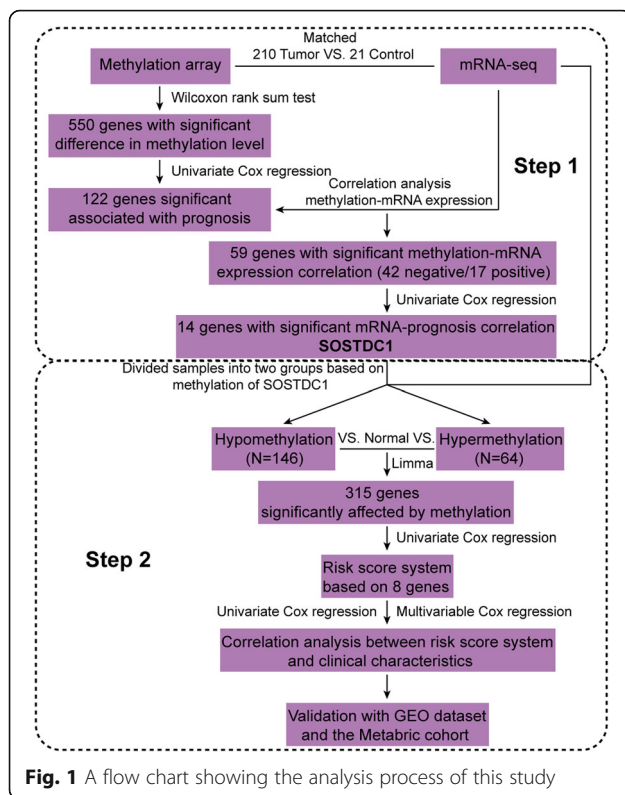 Matched
210 Tumor VS. 21 Control
Methylation array
mRNA-seq
Wilcoxon rank sum test
550 genes with significant
difference in methylation level
Univariate Cox regression
Step 1
122 genes significant
associated with prognosis
Correlation analysis
methylation-mRNA expression
59 genes with significant methylation-mRNA
expression correlation (42 negative/17 positive)
Univariate Cox regression
14 genes with significant mRNA-prognosis correlation
SOSTDC1
Divided samples into two groups based on
methylation of SOSTDC1
Hypomethylation
(N=146)
VS. Normal VS.
Hypermethylation
(N=64)
Limma
315 genes
significantly affected by methylation
Univariate Cox regression
Step 2
Risk score system
based on 8 genes
Univariate Cox regression
Multivariable Cox regression
Correlation analysis between risk score system
and clinical characteristics
Validation with GEO dataset
and the Metabric cohort
Fig. 1 A flow chart showing the analysis process of this study